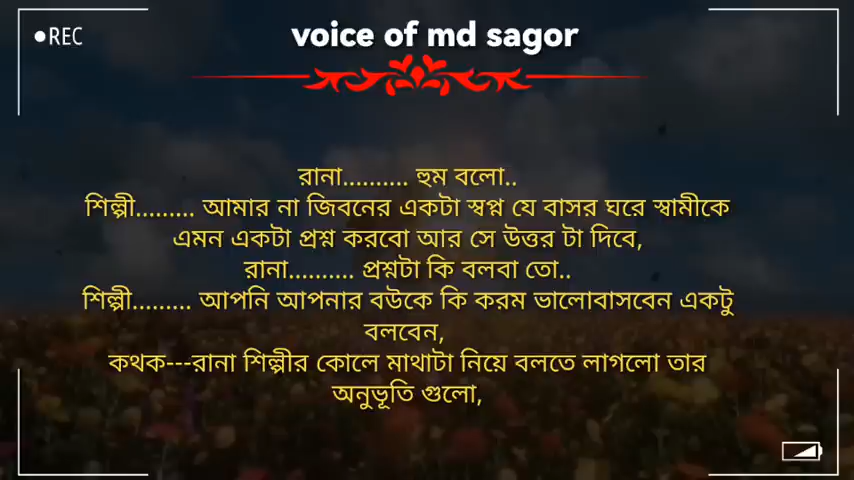 ●REC
voice of md sagor
রানা.......... হুম বলো..
শিল্পী......... আমার না জিবনের একটা স্বপ্ন যে বাসর ঘরে স্বামীকে
এমন একটা প্রশ্ন করবো আর সে উত্তর টা দিবে,
রানা.......... প্রশ্নটা কি বলবা তো..
শিল্পী......... আপনি আপনার বউকে কি করম ভালোবাসবেন একটু
বলবেন,
কথক---রানা শিল্পীর কোলে মাথাটা নিয়ে বলতে লাগলো তার
অনুভূতি গুলো,